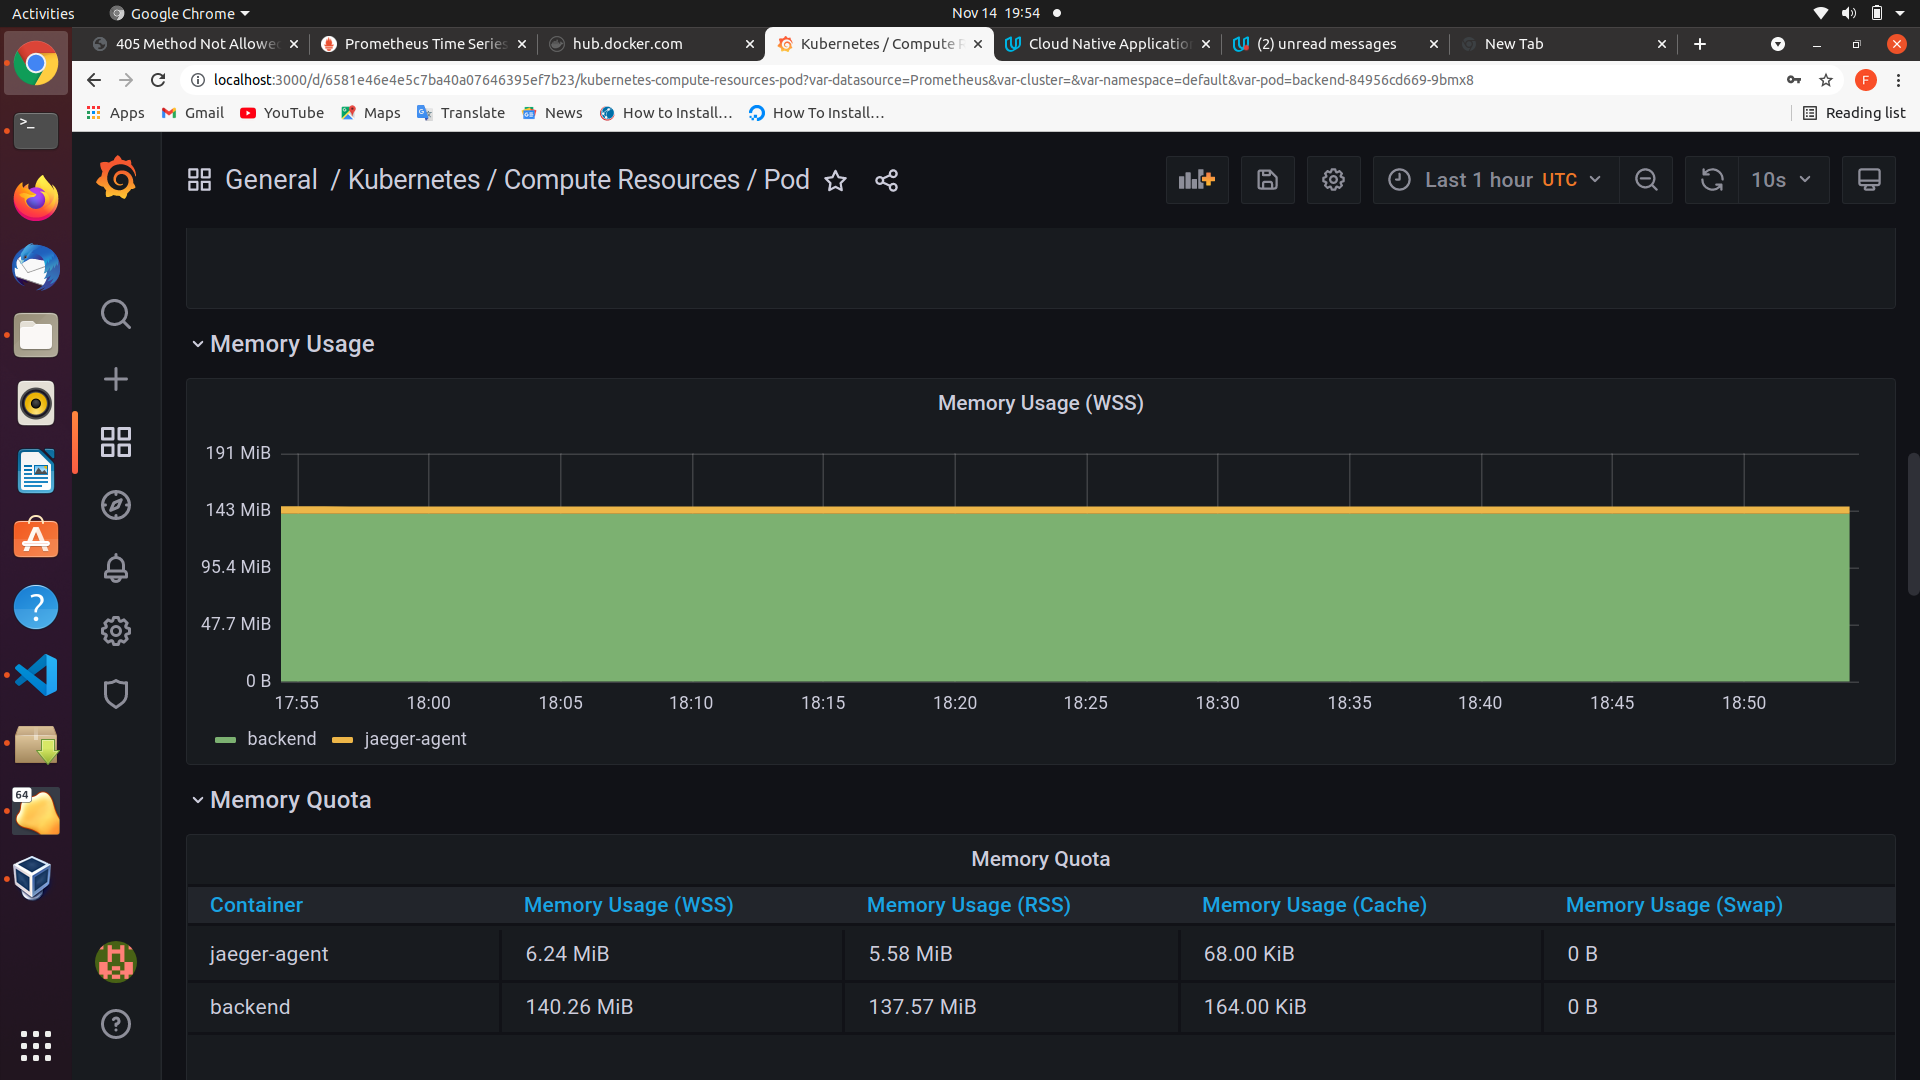 Activities Google Chrome Nov 14 19:54
405 Method Not Allowe Prometheus Time Series hub.docker.com Kubernetes / Compute R Cloud Native Applicatio (2) unread messages New Tab
localhost:3000/d/6581e46e4e5c7ba40a07646395ef7b23/kubernetes-compute-resources-pod?var-datasource=Prometheus&var-cluster=&var-namespace=default&var-pod=backend-84956cd669-9bmx8 F
Apps Gmail YouTube Maps Translate News How to Install... How To Install... Reading list
General / Kubernetes / Compute Resources / Pod Last 1 hour UTC 10s
Memory Usage
Memory Usage (WSS)
191 MiB
143 MiB
95.4 MiB
47.7 MiB
0 B
17:55 18:00 18:05 18:10 18:15 18:20 18:25 18:30 18:35 18:40 18:45 18:50
backend jaeger-agent
Memory Quota
Memory Quota
Container Memory Usage (WSS) Memory Usage (RSS) Memory Usage (Cache) Memory Usage (Swap)
jaeger-agent 6.24 MiB 5.58 MiB 68.00 KiB 0 B
backend 140.26 MiB 137.57 MiB 164.00 KiB 0 B
64